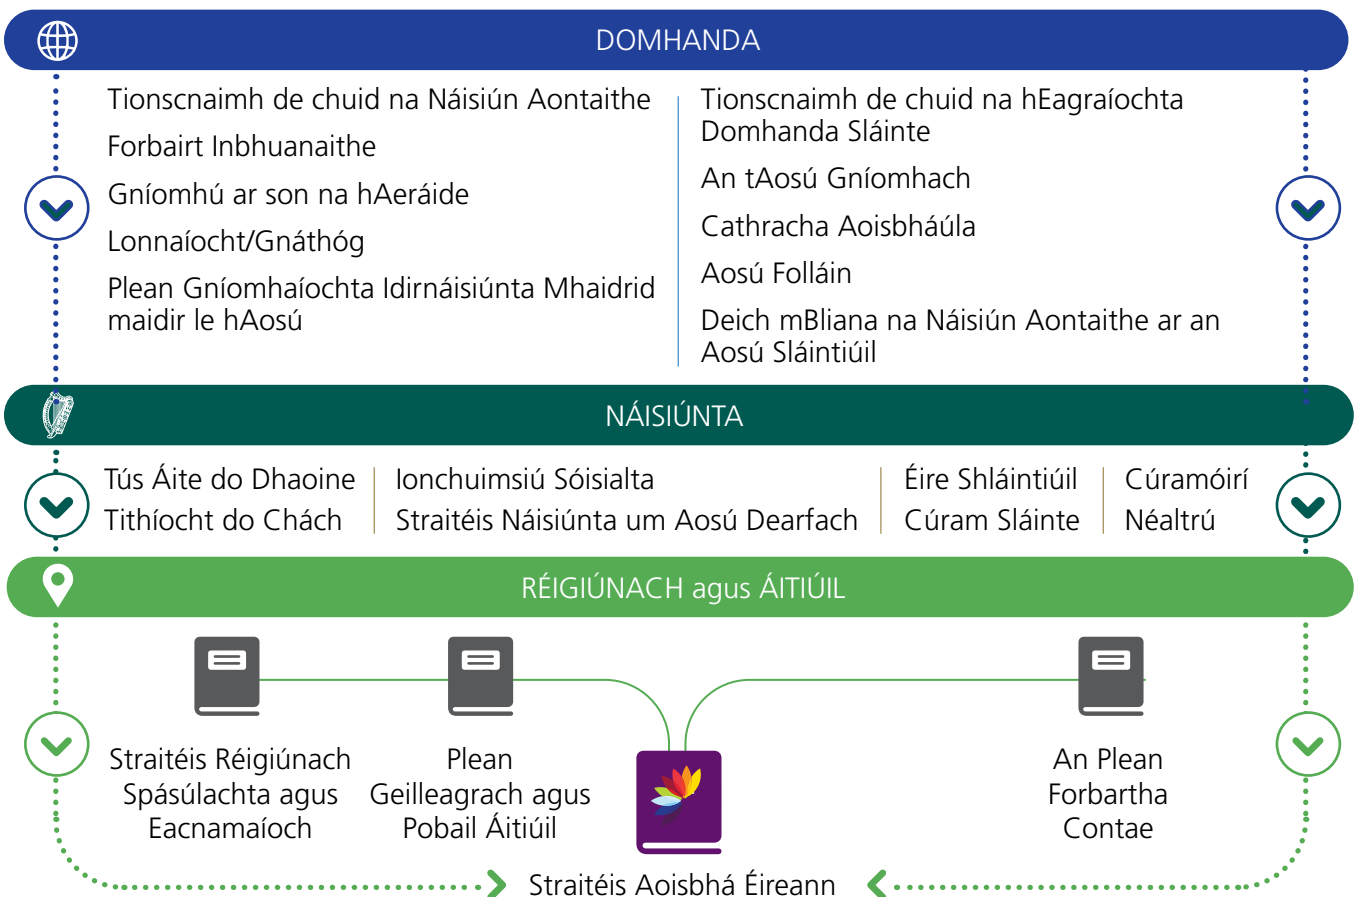 DOMHANDA
Tionscnaimh de chuid na Náisiún Aontaithe
Forbairt Inbhuanaithe
Gníomhú ar son na hAeráide
Lonnaíocht/Gnáthóg
Plean Gníomhaíochta Idirnáisiúnta Mhaidrid
maidir le hAosú
Tionscnaimh de chuid na hEagraíochta
Domhanda Sláinte
An tAosú Gníomhach
Cathracha Aoisbháúla
Aosú Folláin
Deich mBliana na Náisiún Aontaithe ar an
Aosú Sláintiúil
NÁISIÚNTA
Tús Áite do Dhaoine
Tithíocht do Chách
Ionchuimsiú Sóisialta
Straitéis Náisiúnta um Aosú Dearfach
Éire Shláintiúil
Cúram Sláinte
Cúramóirí
Néaltrú
RÉIGIÚNACH agus ÁITIÚIL
Straitéis Réigiúnach
Spásúlachta agus
Eacnamaíoch
Plean
Geilleagrach agus
Pobail Áitiúil
An Plean
Forbartha
Contae
Straitéis Aoisbhá Éireann